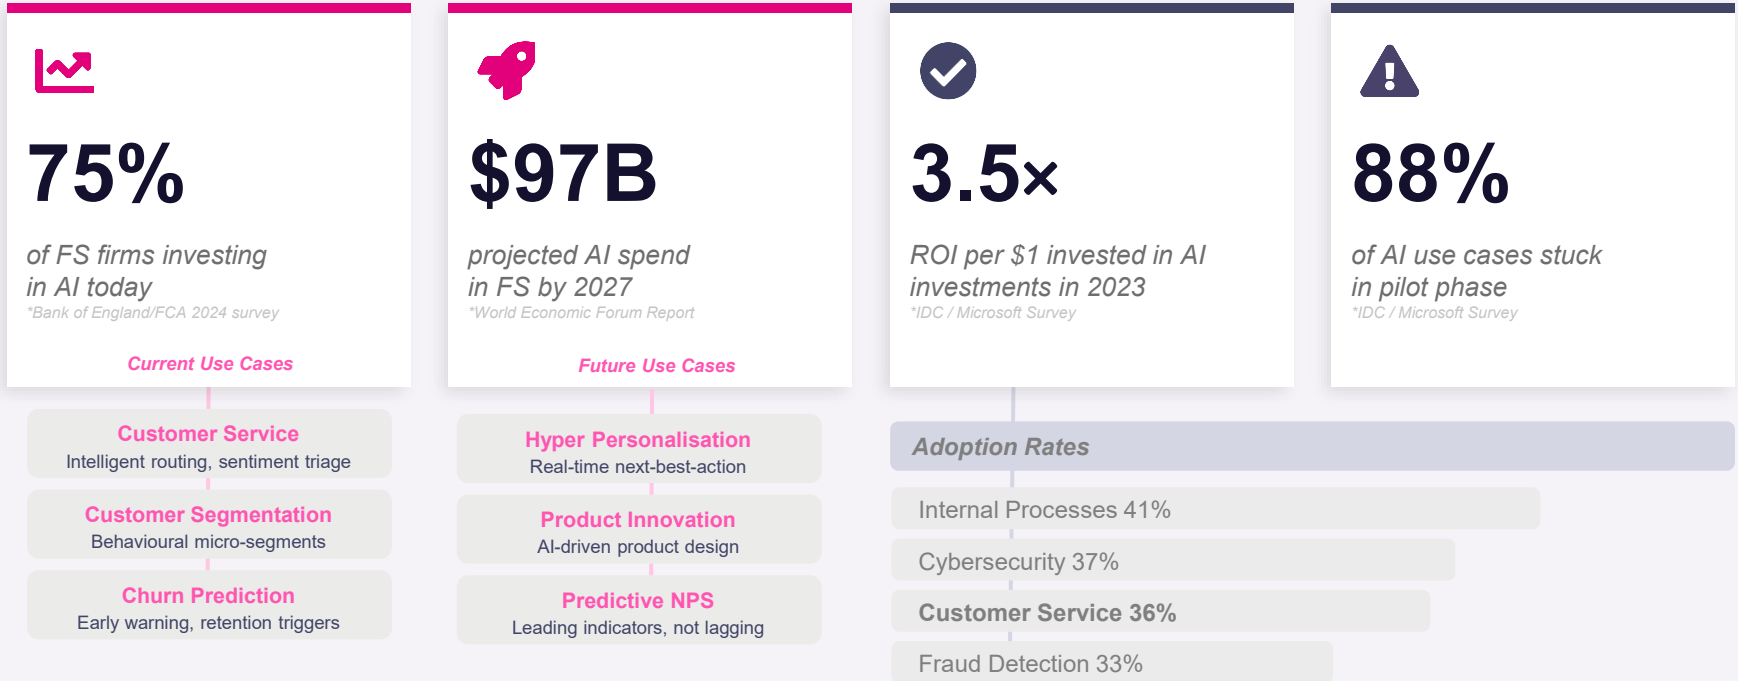 75%
of FS firms investing
in AI today
*Bank of England/FCA 2024 survey
Current Use Cases
Customer Service
Intelligent routing, sentiment triage
Customer Segmentation
Behavioural micro-segments
Churn Prediction
Early warning, retention triggers
$97B
projected AI spend
in FS by 2027
*World Economic Forum Report
Future Use Cases
Hyper Personalisation
Real-time next-best-action
Product Innovation
AI-driven product design
Predictive NPS
Leading indicators, not lagging
3.5×
ROI per $1 invested in AI
investments in 2023
*IDC / Microsoft Survey
88%
of AI use cases stuck
in pilot phase
*IDC / Microsoft Survey
Adoption Rates
Internal Processes 41%
Cybersecurity 37%
Customer Service 36%
Fraud Detection 33%